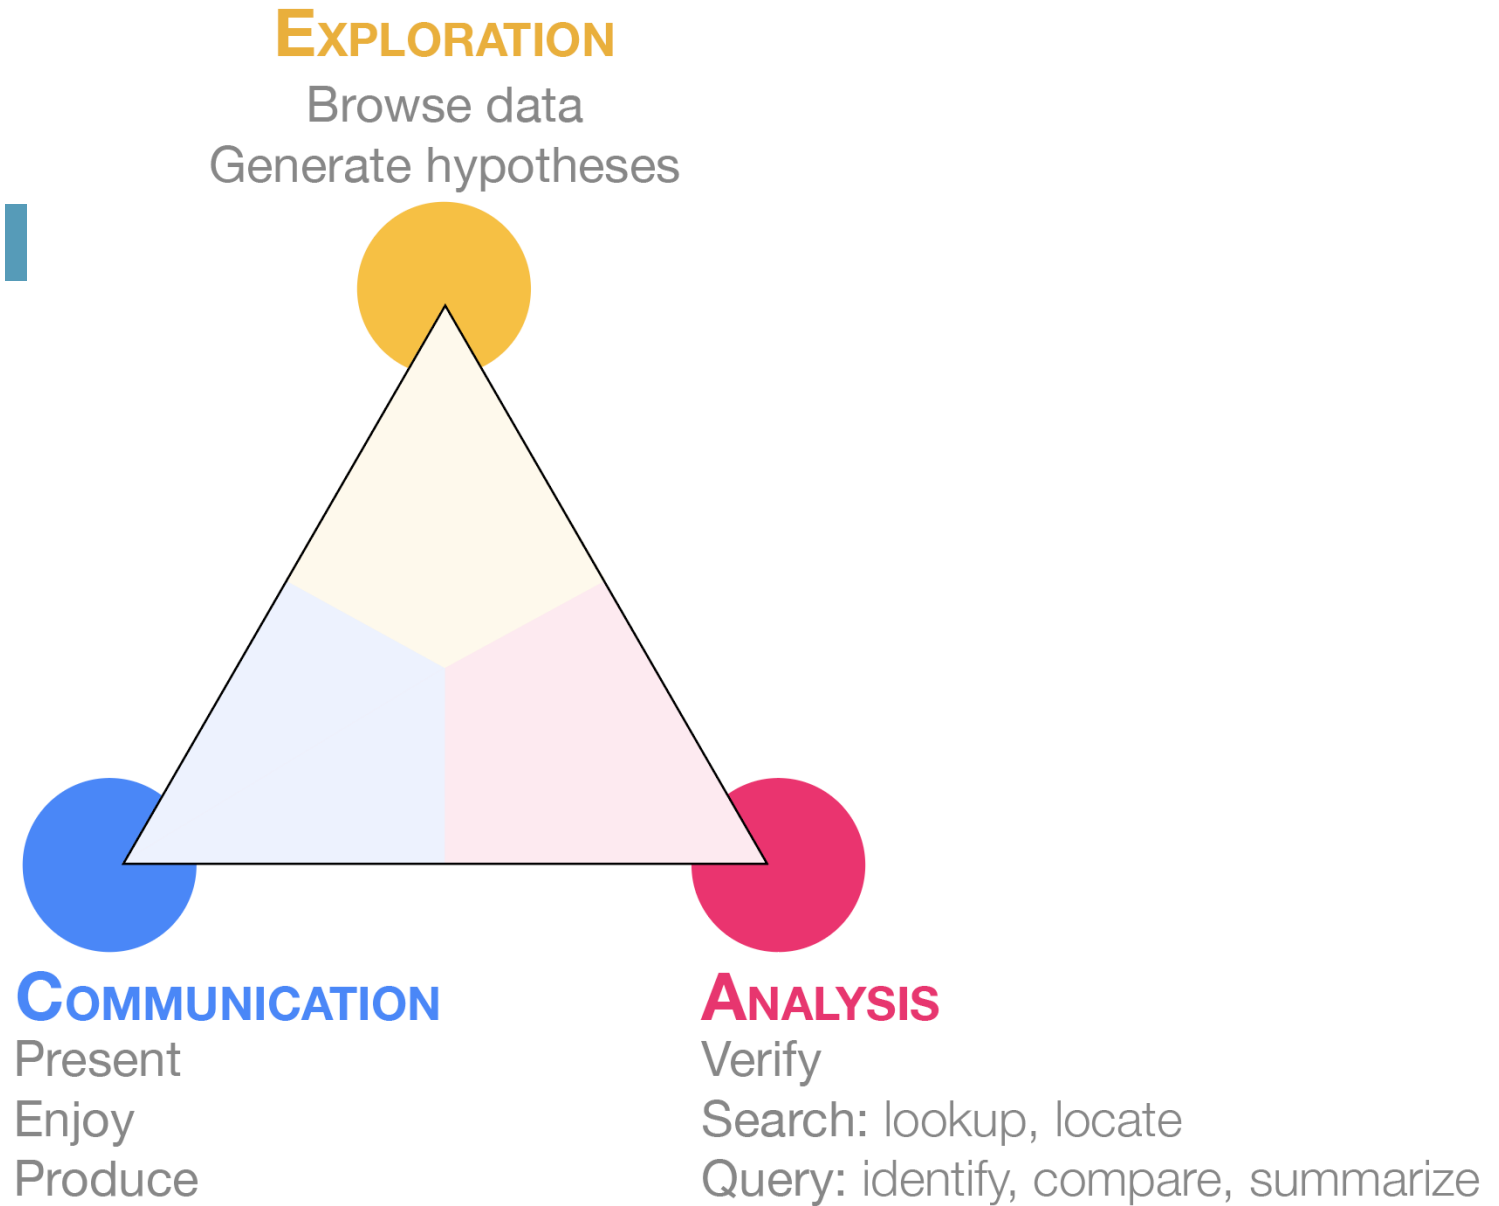 EXPLORATION
Browse data
Generate hypotheses
COMMUNICATION
Present
Enjoy
Produce
ANALYSIS
Verify
Search: lookup, locate
Query: identify, compare, summarize